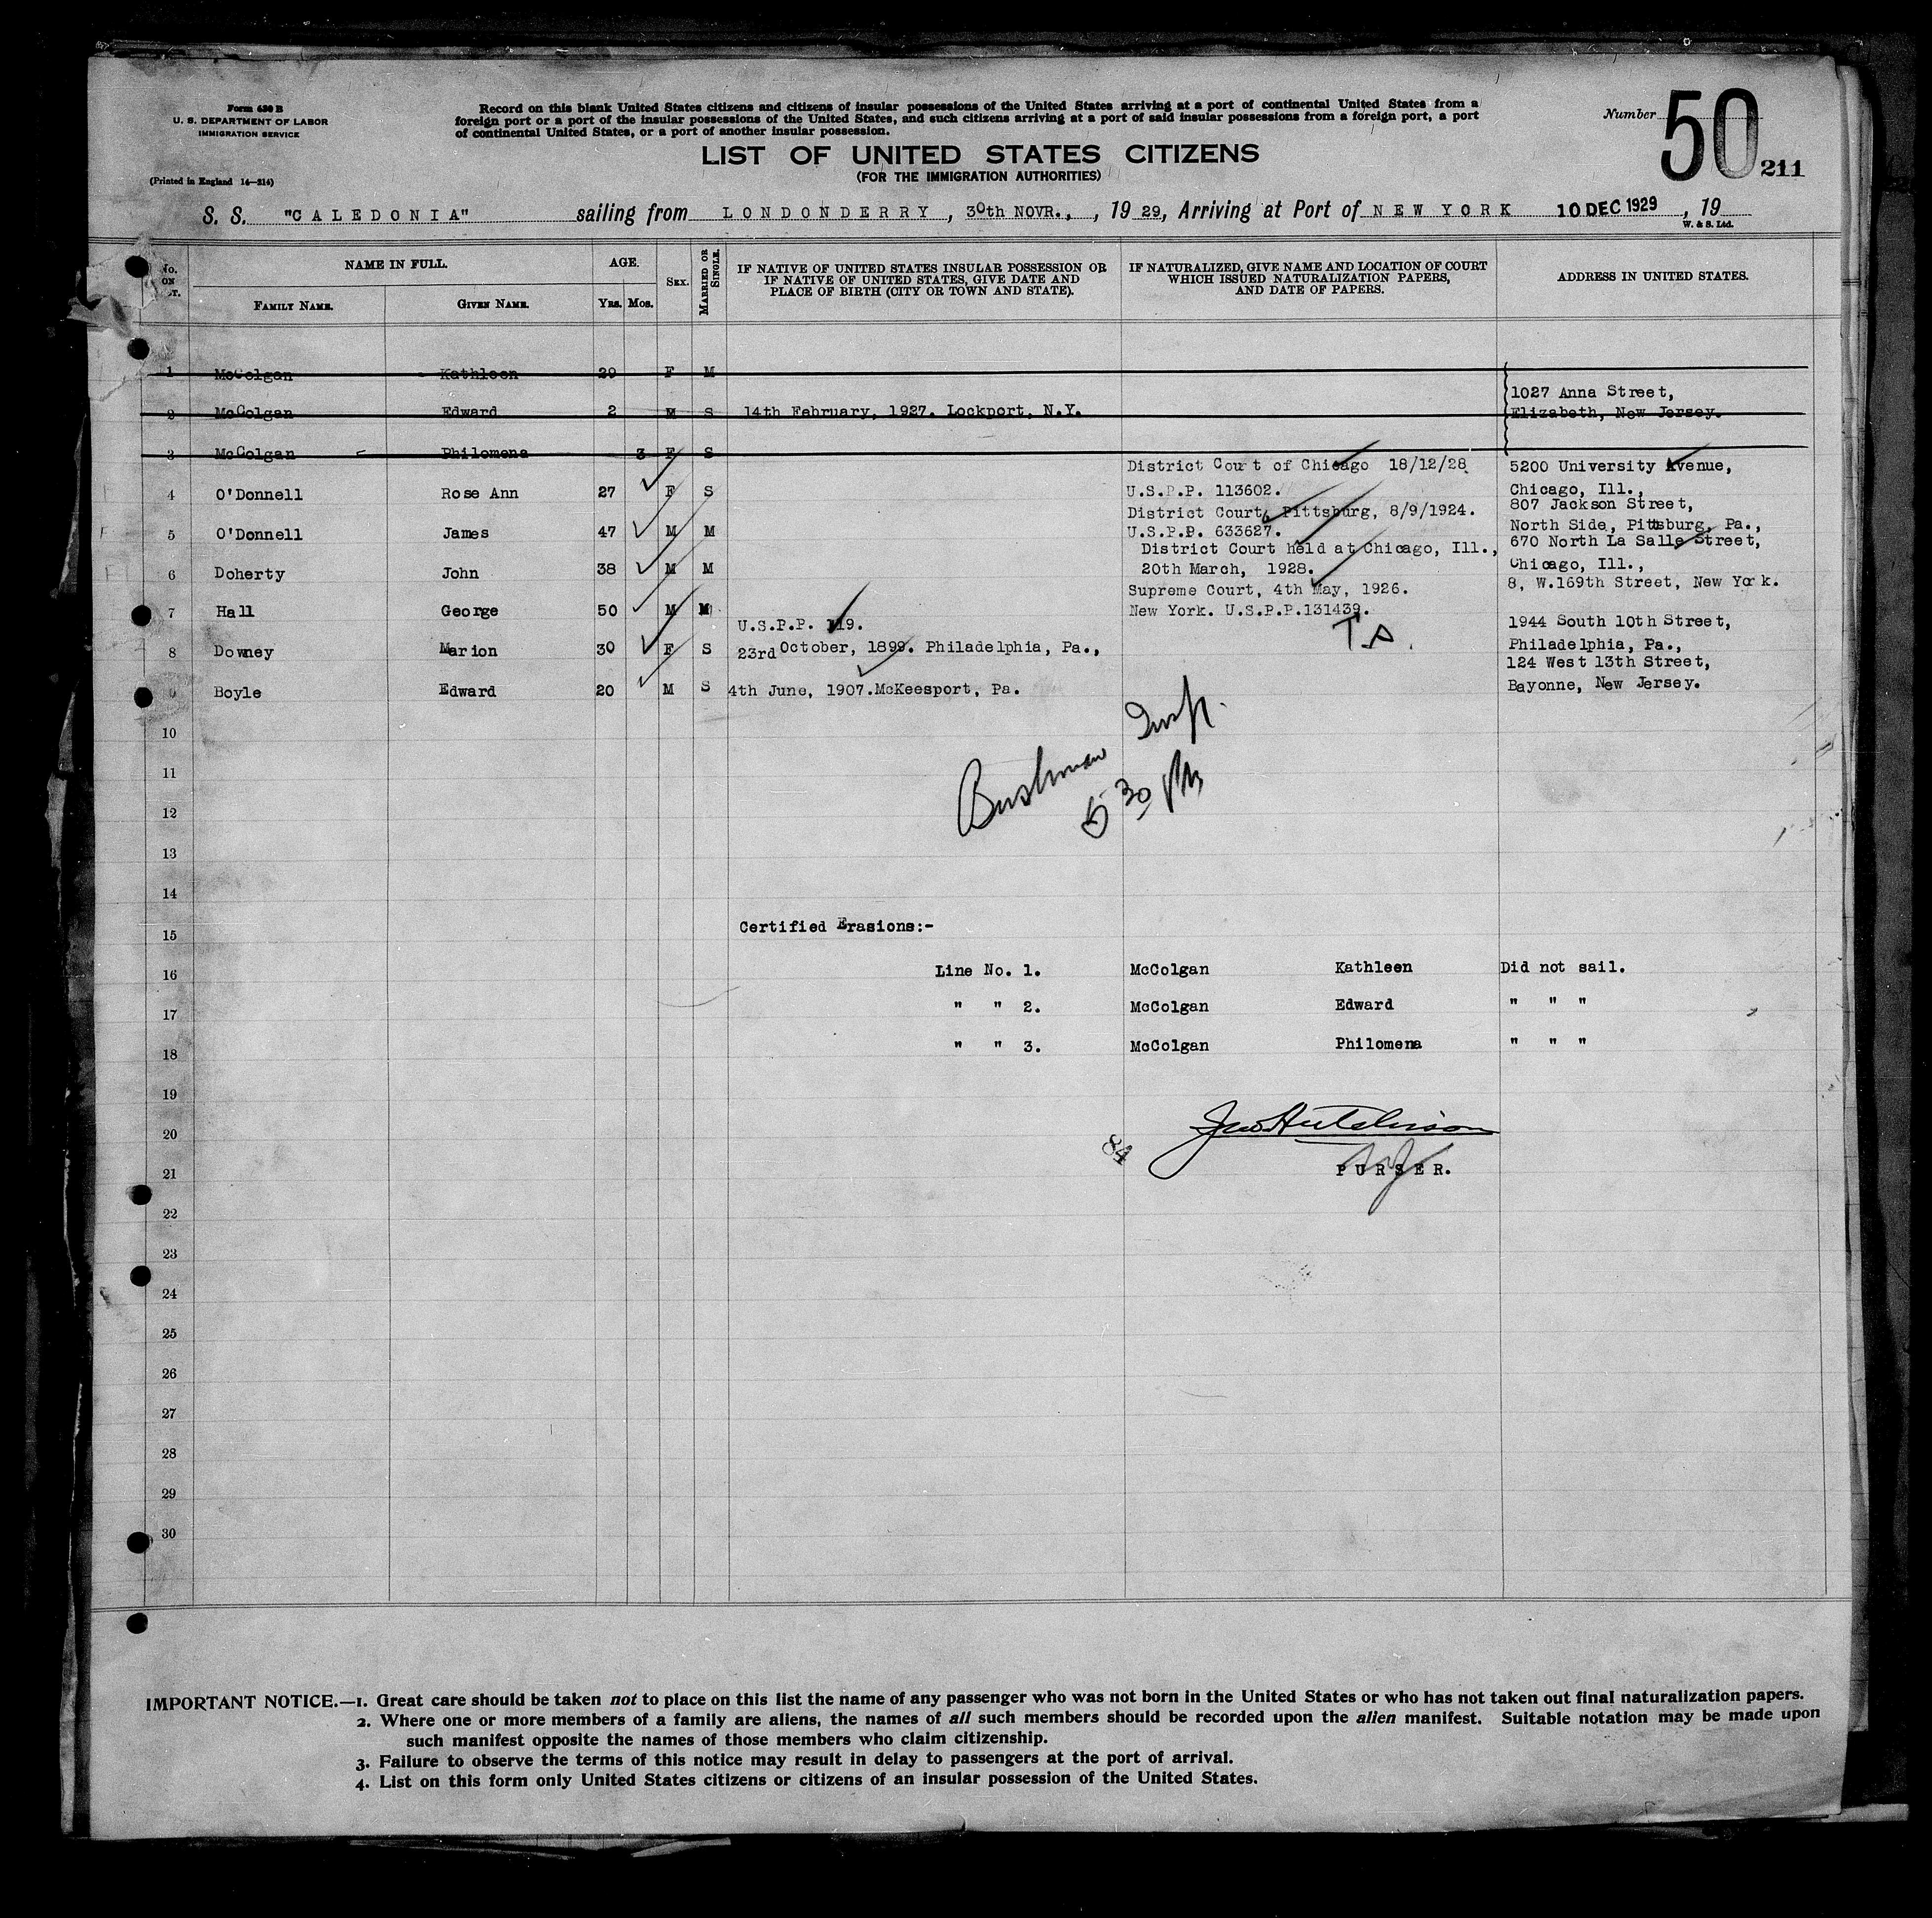 Form 630 B
U. S. DEPARTMENT OF LABOR
IMMIGRATION SERVICE
(Printed in England 14—314)
Record on this blank United States citizens and citizens of insular possessions of the United States arriving at a port of continental United States from a
foreign port or a port of the insular possessions of the United States, and such citizens arriving at a port of said insular possessions from a foreign port, a port
of continental United States, or a port of another insular possession.
LIST OF UNITED STATES CITIZENS
(FOR THE IMMIGRATION AUTHORITIES)
Number 50
211
S. S. "CALEDONIA" sailing from LONDONDERRY, 30th NOVR., , 19 29, Arriving at Port of NEW YORK 10 DEC 1929, 19
W. & S. Ltd.
No. ON NAME IN FULL. AGE. SEX. MARRIED OR SINGLE. IF NATIVE OF UNITED STATES INSULAR POSSESSION OR IF NATIVE OF UNITED STATES, GIVE DATE AND PLACE OF BIRTH (CITY OR TOWN AND STATE). IF NATURALIZED, GIVE NAME AND LOCATION OF COURT WHICH ISSUED NATURALIZATION PAPERS, AND DATE OF PAPERS. ADDRESS IN UNITED STATES.
FAMILY NAME. GIVEN NAME. YRS. MOS.
1 McColgan Kathleen 29 F M
1027 Anna Street,
2 McColgan Edward 2 M S 14th February, 1927. Lockport, N.Y. Elizabeth, New Jersey.
3 McColgan Philomena 3 F S
District Court of Chicago 18/12/28 5200 University Avenue,
4 O'Donnell Rose Ann 27 F S U.S.P.P. 113602. Chicago, Ill.,
District Court, Pittsburg, 8/9/1924. 807 Jackson Street,
5 O'Donnell James 47 M M U.S.P.P. 633627. North Side, Pittsburg, Pa.,
District Court held at Chicago, Ill., 670 North La Salle Street,
6 Doherty John 38 M M 20th March, 1928. Chicago, Ill.,
Supreme Court, 4th May, 1926. 8, W.169th Street, New York.
7 Hall George 50 M M New York. U.S.P.P.131439.
U.S.P.P. 119. 1944 South 10th Street,
8 Downey Marion 30 F S 23rd October, 1899. Philadelphia, Pa., Philadelphia, Pa.,
124 West 13th Street,
9 Boyle Edward 20 M S 4th June, 1907. McKeesport, Pa. Bayonne, New Jersey.
10
11
Bushman Insp.
5 30 PM
12
13
14
15 Certified Erasions:-
16 Line No. 1. McColgan Kathleen Did not sail.
17 " " 2. McColgan Edward " " "
18 " " 3. McColgan Philomena " " "
19
20 Jno Hutchinson
84
21 PURSER.
22
23
24
25
26
27
28
29
30
IMPORTANT NOTICE.—1. Great care should be taken not to place on this list the name of any passenger who was not born in the United States or who has not taken out final naturalization papers.
2. Where one or more members of a family are aliens, the names of all such members should be recorded upon the alien manifest. Suitable notation may be made upon
such manifest opposite the names of those members who claim citizenship.
3. Failure to observe the terms of this notice may result in delay to passengers at the port of arrival.
4. List on this form only United States citizens or citizens of an insular possession of the United States.